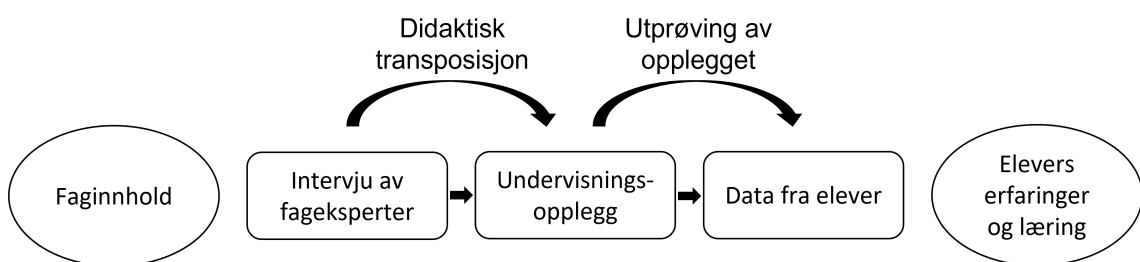 Didaktisk
transposisjon
Utprøving av
opplegget
Faginnhold
Intervju av
fageksperter
Undervisnings-
opplegg
Data fra elever
Elevers
erfaringer
og læring